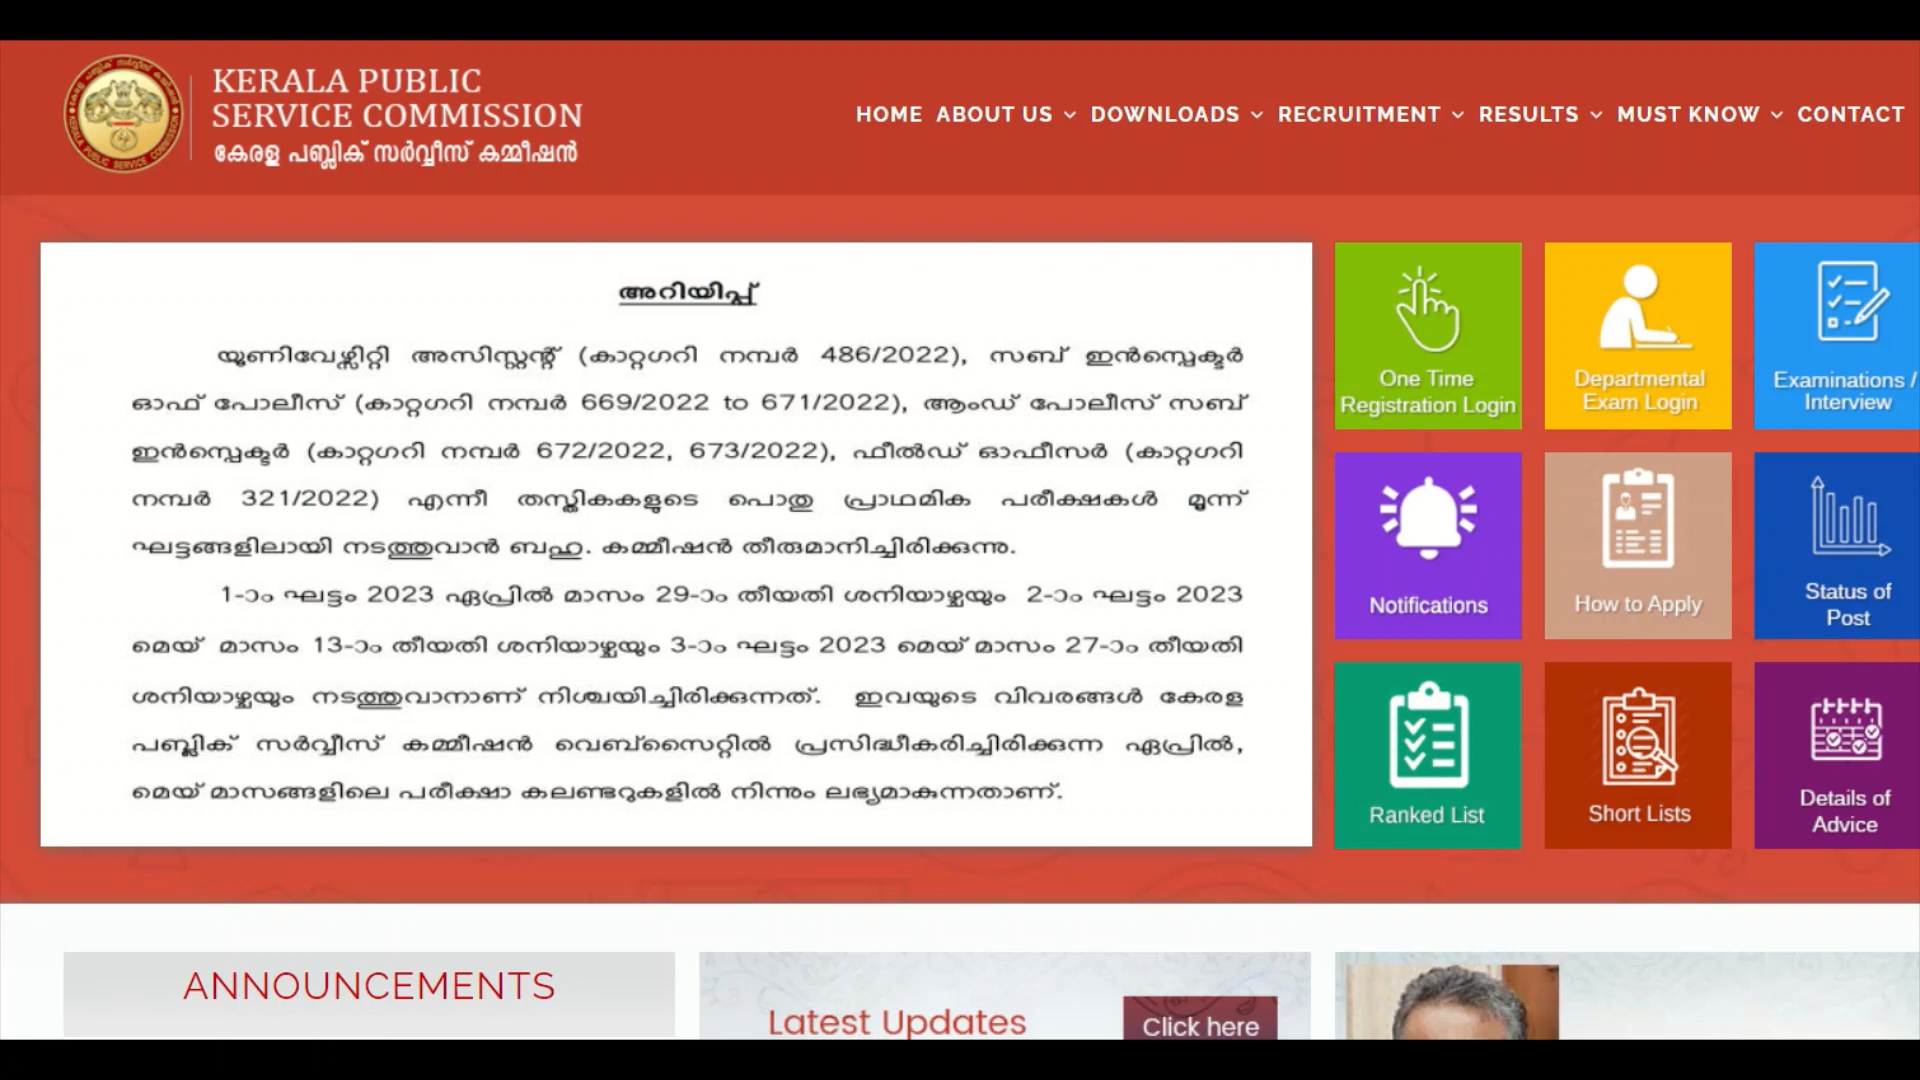 KERALA PUBLIC
SERVICE COMMISSION
കേരള പബ്ലിക് സർവ്വീസ് കമ്മീഷൻ
HOME ABOUT US DOWNLOADS RECRUITMENT RESULTS MUST KNOW CONTACT
അറിയിപ്പ്
യൂണിവേഴ്സിറ്റി അസിസ്റ്റന്റ് (കാറ്റഗറി നമ്പർ 486/2022), സബ് ഇൻസ്പെക്ടർ
ഓഫ് പോലീസ് (കാറ്റഗറി നമ്പർ 669/2022 to 671/2022), ആംഡ് പോലീസ് സബ്
ഇൻസ്പെക്ടർ (കാറ്റഗറി നമ്പർ 672/2022, 673/2022), ഫീൽഡ് ഓഫീസർ (കാറ്റഗറി
നമ്പർ 321/2022) എന്നീ തസ്തികകളുടെ പൊതു പ്രാഥമിക പരീക്ഷകൾ മൂന്ന്
ഘട്ടങ്ങളിലായി നടത്തുവാൻ ബഹു. കമ്മീഷൻ തീരുമാനിച്ചിരിക്കുന്നു.
1-ാം ഘട്ടം 2023 ഏപ്രിൽ മാസം 29-ാം തീയതി ശനിയാഴ്ചയും 2-ാം ഘട്ടം 2023
മെയ് മാസം 13-ാം തീയതി ശനിയാഴ്ചയും 3-ാം ഘട്ടം 2023 മെയ് മാസം 27-ാം തീയതി
ശനിയാഴ്ചയും നടത്തുവാനാണ് നിശ്ചയിച്ചിരിക്കുന്നത്. ഇവയുടെ വിവരങ്ങൾ കേരള
പബ്ലിക് സർവ്വീസ് കമ്മീഷൻ വെബ്സൈറ്റിൽ പ്രസിദ്ധീകരിച്ചിരിക്കുന്ന ഏപ്രിൽ,
മെയ് മാസങ്ങളിലെ പരീക്ഷാ കലണ്ടറുകളിൽ നിന്നും ലഭ്യമാകുന്നതാണ്.
One Time
Registration Login
Departmental
Exam Login
Examinations /
Interview
Notifications
How to Apply
Status of
Post
Ranked List
Short Lists
Details of
Advice
ANNOUNCEMENTS
Latest Updates
Click here